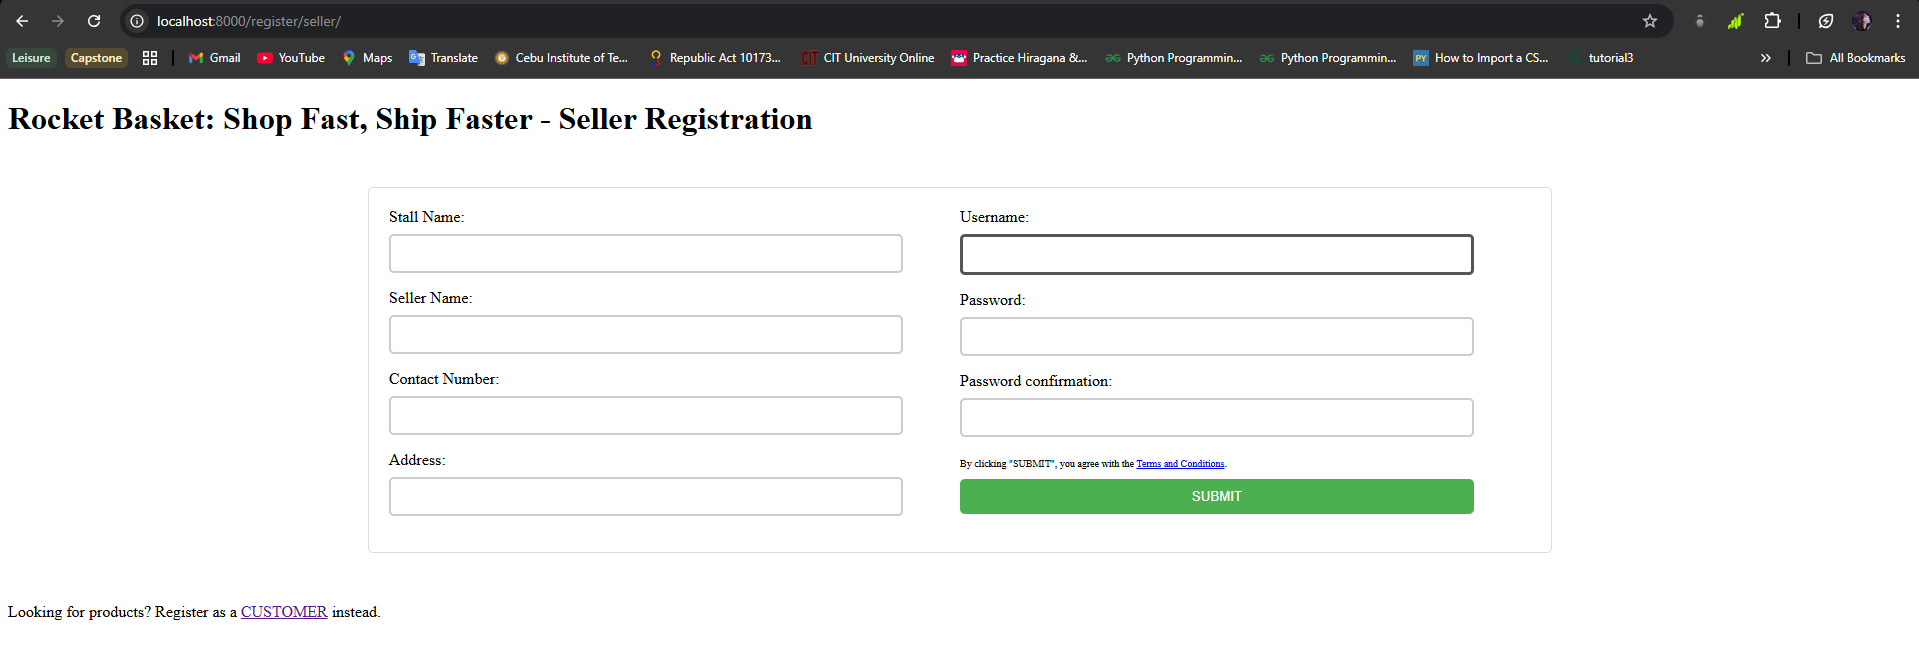 localhost:8000/register/seller/
Leisure Capstone Gmail YouTube Maps Translate Cebu Institute of Te... Republic Act 10173... CIT University Online Practice Hiragana &... Python Programmin... Python Programmin... How to Import a CS... tutorial3 All Bookmarks
Rocket Basket: Shop Fast, Ship Faster - Seller Registration
Stall Name:
Seller Name:
Contact Number:
Address:
Username:
Password:
Password confirmation:
By clicking "SUBMIT", you agree with the Terms and Conditions.
SUBMIT
Looking for products? Register as a CUSTOMER instead.